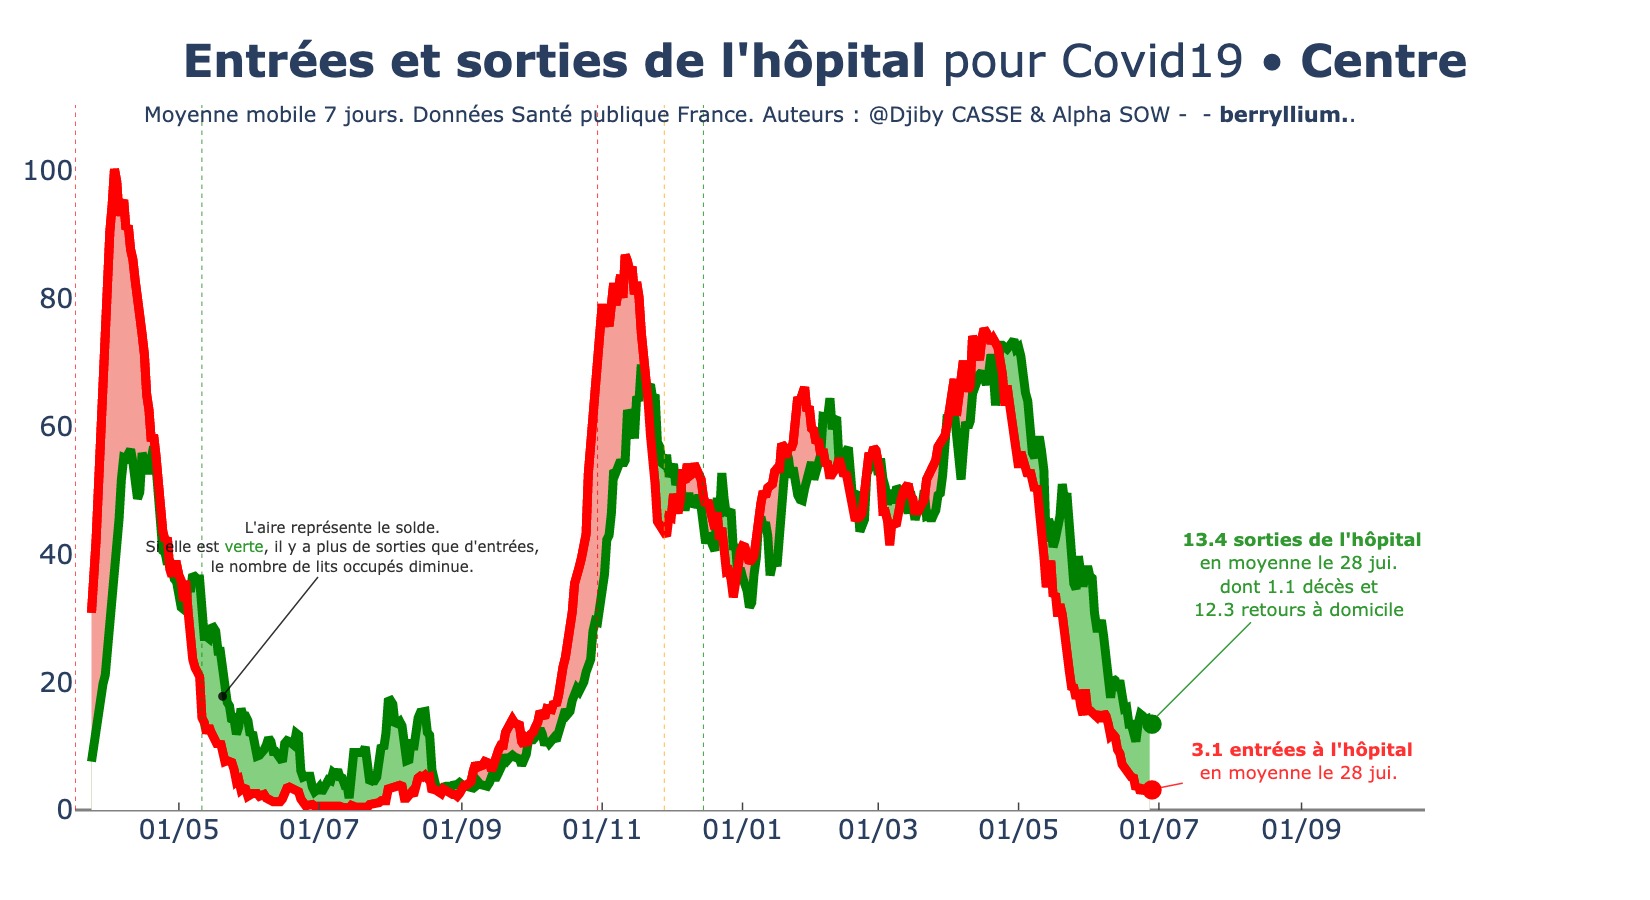 Entrées et sorties de l'hôpital pour Covid19 • Centre
Moyenne mobile 7 jours. Données Santé publique France. Auteurs : @Djiby CASSE & Alpha SOW -  - berryllium..
100
80
60
40
20
0
L'aire représente le solde.
Si elle est verte, il y a plus de sorties que d'entrées,
le nombre de lits occupés diminue.
13.4 sorties de l'hôpital
en moyenne le 28 jui.
dont 1.1 décès et
12.3 retours à domicile
3.1 entrées à l'hôpital
en moyenne le 28 jui.
01/05 01/07 01/09 01/11 01/01 01/03 01/05 01/07 01/09